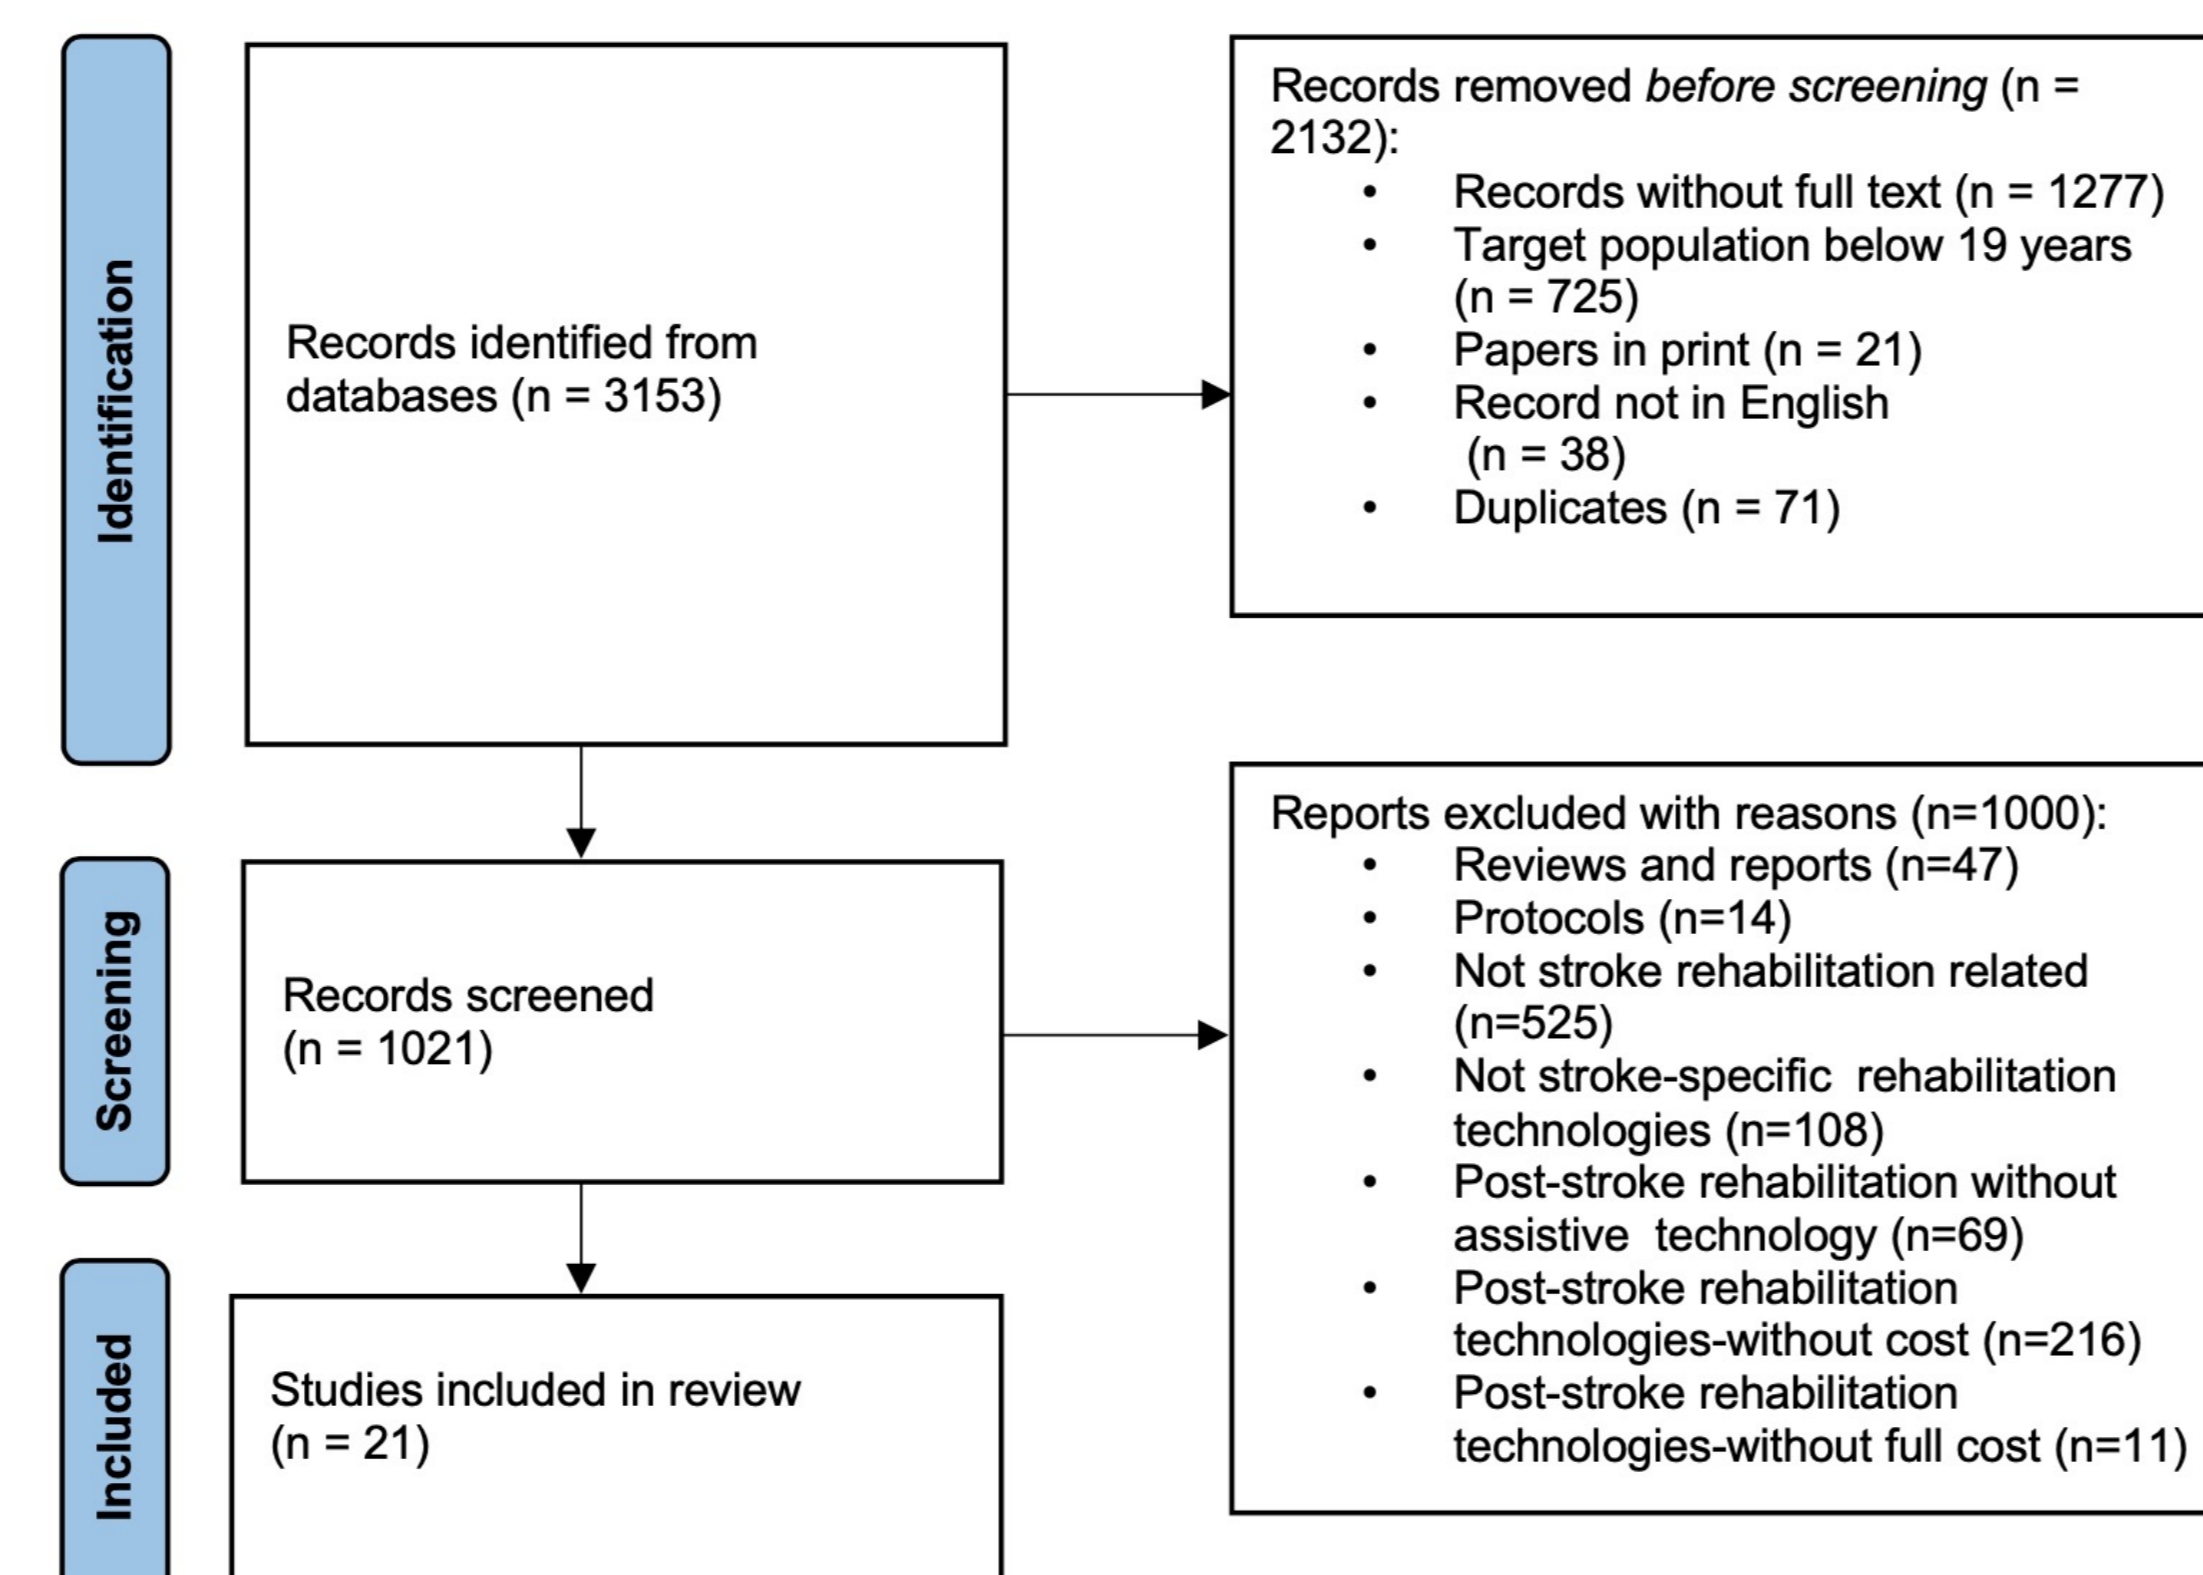 Identification
Records identified from
databases (n = 3153)
Records removed before screening (n =
2132):
• Records without full text (n = 1277)
• Target population below 19 years
(n = 725)
• Papers in print (n = 21)
• Record not in English
(n = 38)
• Duplicates (n = 71)
Screening
Records screened
(n = 1021)
Reports excluded with reasons (n=1000):
• Reviews and reports (n=47)
• Protocols (n=14)
• Not stroke rehabilitation related
(n=525)
• Not stroke-specific  rehabilitation
technologies (n=108)
• Post-stroke rehabilitation without
assistive  technology (n=69)
• Post-stroke rehabilitation
technologies-without cost (n=216)
• Post-stroke rehabilitation
technologies-without full cost (n=11)
Included
Studies included in review
(n = 21)